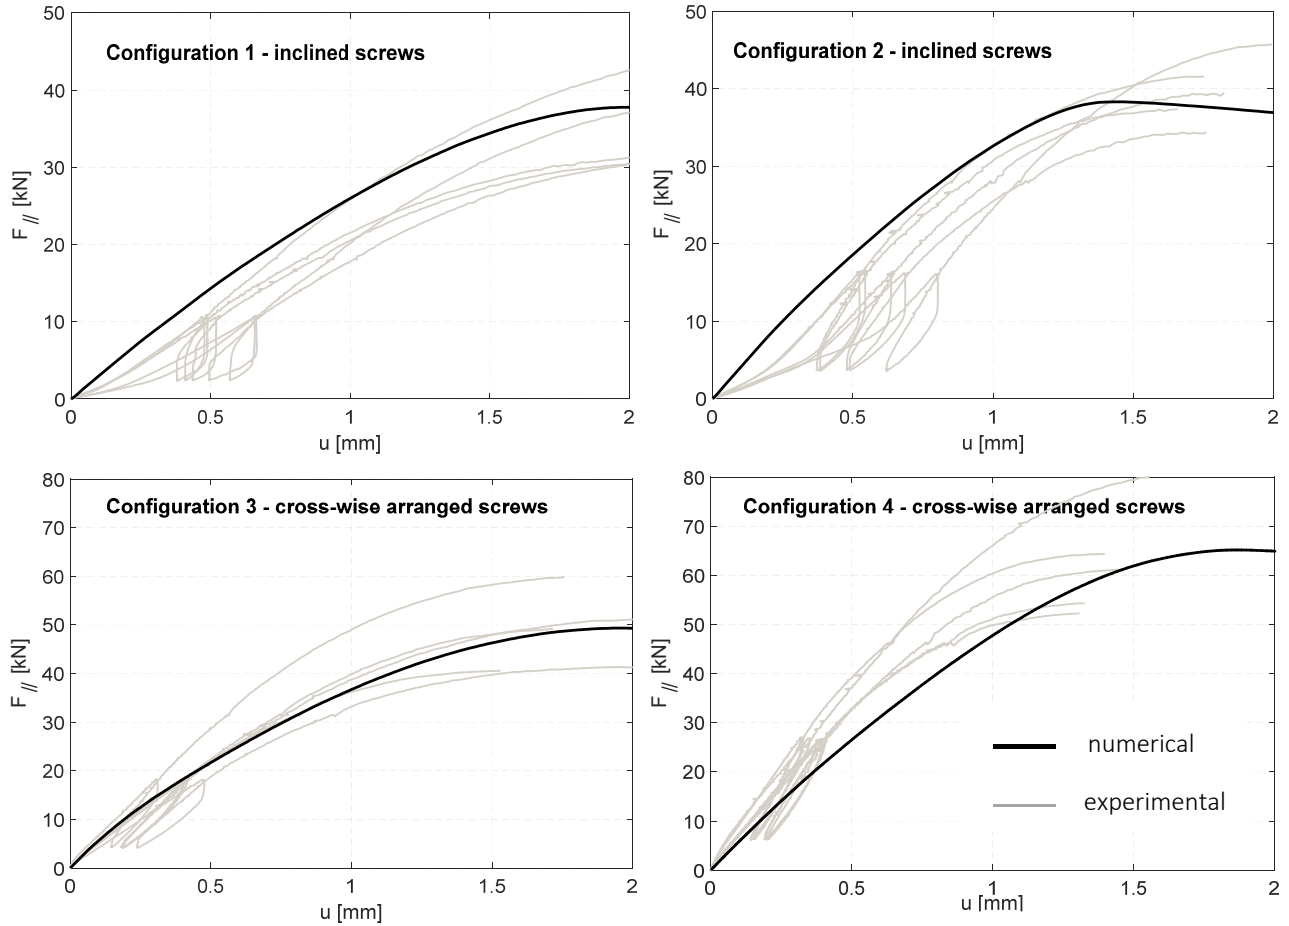 Configuration 1 - inclined screws
50
40
30
20
10
0
F// [kN]
0 0.5 1 1.5 2
u [mm]
Configuration 2 - inclined screws
50
40
30
20
10
0
F// [kN]
0 0.5 1 1.5 2
u [mm]
Configuration 3 - cross-wise arranged screws
80
70
60
50
40
30
20
10
0
F// [kN]
0 0.5 1 1.5 2
u [mm]
Configuration 4 - cross-wise arranged screws
80
70
60
50
40
30
20
10
0
F// [kN]
numerical
experimental
0 0.5 1 1.5 2
u [mm]